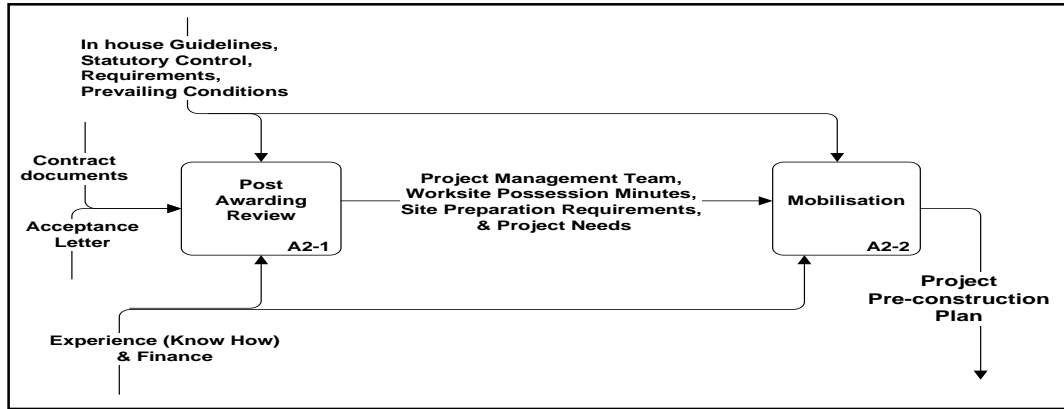 In house Guidelines,
Statutory Control,
Requirements,
Prevailing Conditions
Contract
documents
Acceptance
Letter
Post
Awarding
Review
A2-1
Project Management Team,
Worksite Possession Minutes,
Site Preparation Requirements,
& Project Needs
Mobilisation
A2-2
Project
Pre-construction
Plan
Experience (Know How)
& Finance